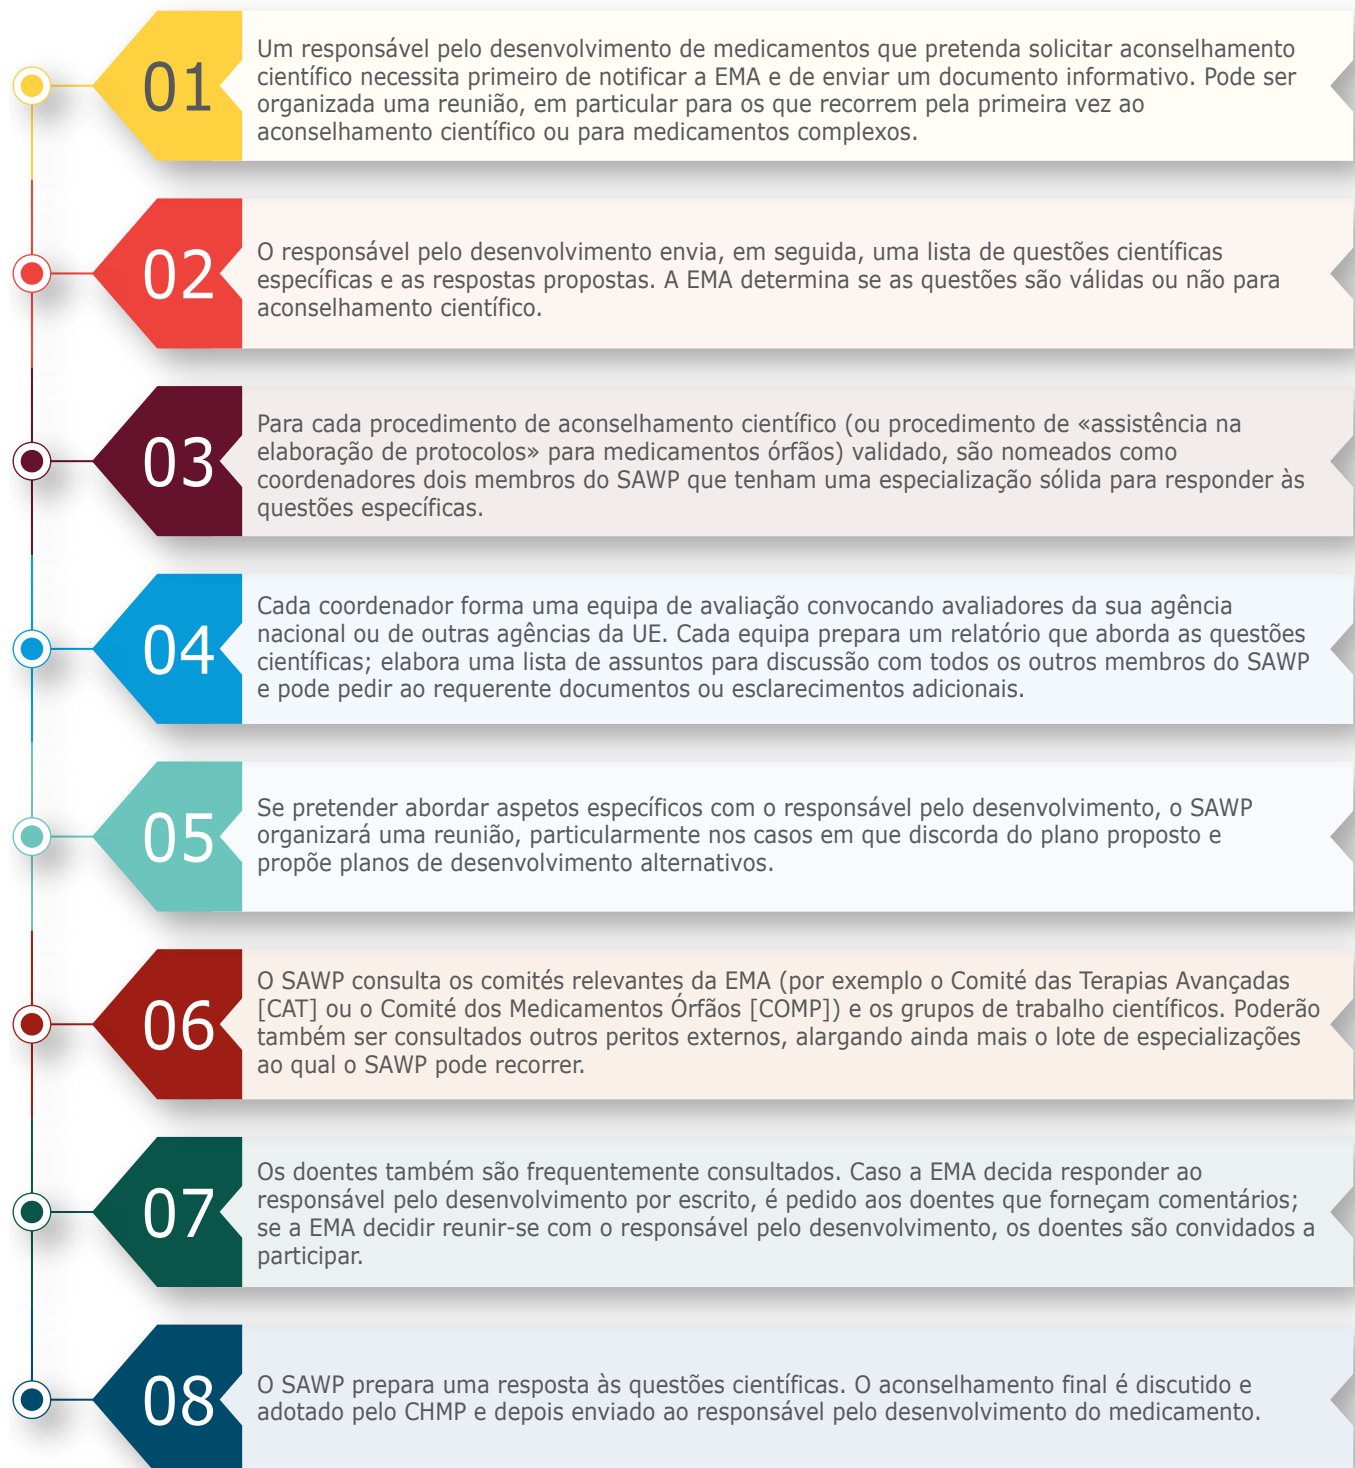 01
Um responsável pelo desenvolvimento de medicamentos que pretenda solicitar aconselhamento
científico necessita primeiro de notificar a EMA e de enviar um documento informativo. Pode ser
organizada uma reunião, em particular para os que recorrem pela primeira vez ao
aconselhamento científico ou para medicamentos complexos.
02
O responsável pelo desenvolvimento envia, em seguida, uma lista de questões científicas
específicas e as respostas propostas. A EMA determina se as questões são válidas ou não para
aconselhamento científico.
03
Para cada procedimento de aconselhamento científico (ou procedimento de «assistência na
elaboração de protocolos» para medicamentos órfãos) validado, são nomeados como
coordenadores dois membros do SAWP que tenham uma especialização sólida para responder às
questões específicas.
04
Cada coordenador forma uma equipa de avaliação convocando avaliadores da sua agência
nacional ou de outras agências da UE. Cada equipa prepara um relatório que aborda as questões
científicas; elabora uma lista de assuntos para discussão com todos os outros membros do SAWP
e pode pedir ao requerente documentos ou esclarecimentos adicionais.
05
Se pretender abordar aspetos específicos com o responsável pelo desenvolvimento, o SAWP
organizará uma reunião, particularmente nos casos em que discorda do plano proposto e
propõe planos de desenvolvimento alternativos.
06
O SAWP consulta os comités relevantes da EMA (por exemplo o Comité das Terapias Avançadas
[CAT] ou o Comité dos Medicamentos Órfãos [COMP]) e os grupos de trabalho científicos. Poderão
também ser consultados outros peritos externos, alargando ainda mais o lote de especializações
ao qual o SAWP pode recorrer.
07
Os doentes também são frequentemente consultados. Caso a EMA decida responder ao
responsável pelo desenvolvimento por escrito, é pedido aos doentes que forneçam comentários;
se a EMA decidir reunir-se com o responsável pelo desenvolvimento, os doentes são convidados a
participar.
08
O SAWP prepara uma resposta às questões científicas. O aconselhamento final é discutido e
adotado pelo CHMP e depois enviado ao responsável pelo desenvolvimento do medicamento.